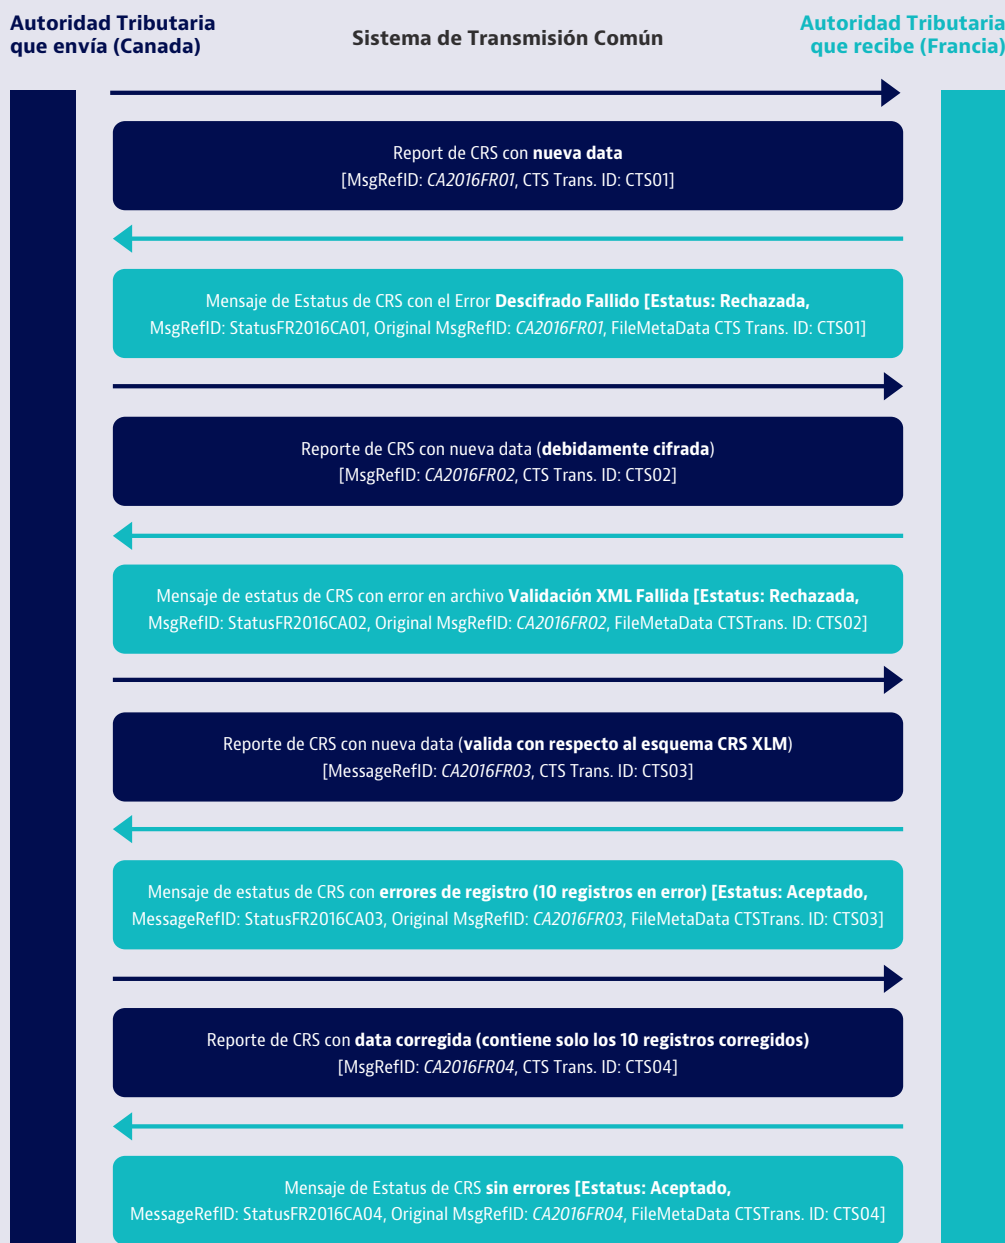 Autoridad Tributaria
que envía (Canada)
Sistema de Transmisión Común
Autoridad Tributaria
que recibe (Francia)
Report de CRS con nueva data
[MsgRefID: CA2016FR01, CTS Trans. ID: CTS01]
Mensaje de Estatus de CRS con el Error Descifrado Fallido [Estatus: Rechazada,
MsgRefID: StatusFR2016CA01, Original MsgRefID: CA2016FR01, FileMetaData CTS Trans. ID: CTS01]
Reporte de CRS con nueva data (debidamente cifrada)
[MsgRefID: CA2016FR02, CTS Trans. ID: CTS02]
Mensaje de estatus de CRS con error en archivo Validación XML Fallida [Estatus: Rechazada,
MsgRefID: StatusFR2016CA02, Original MsgRefID: CA2016FR02, FileMetaData CTSTrans. ID: CTS02]
Reporte de CRS con nueva data (valida con respecto al esquema CRS XLM)
[MessageRefID: CA2016FR03, CTS Trans. ID: CTS03]
Mensaje de estatus de CRS con errores de registro (10 registros en error) [Estatus: Aceptado,
MessageRefID: StatusFR2016CA03, Original MsgRefID: CA2016FR03, FileMetaData CTSTrans. ID: CTS03]
Reporte de CRS con data corregida (contiene solo los 10 registros corregidos)
[MsgRefID: CA2016FR04, CTS Trans. ID: CTS04]
Mensaje de Estatus de CRS sin errores [Estatus: Aceptado,
MessageRefID: StatusFR2016CA04, Original MsgRefID: CA2016FR04, FileMetaData CTSTrans. ID: CTS04]